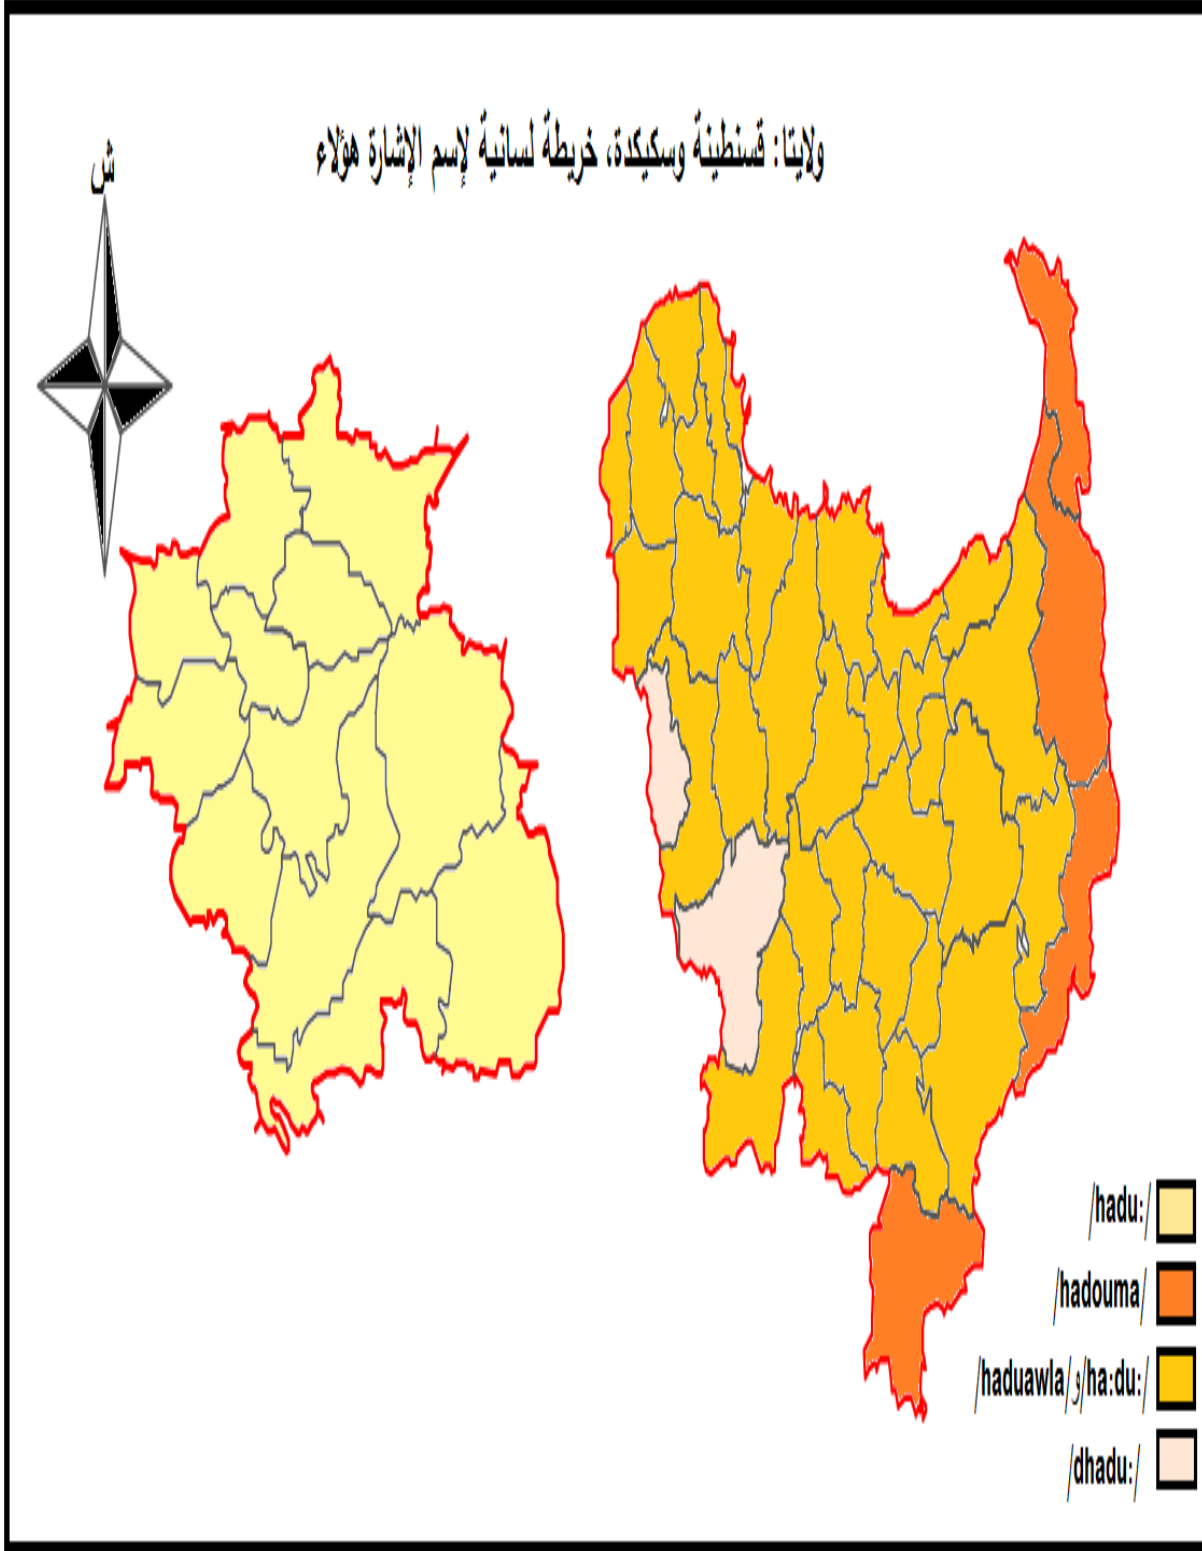 ولايتا: قسنطينة وسكيكدة، خريطة لسانية لإسم الإشارة هؤلاء
ش
/hadu:/
/hadouma/
/haduawla/و/ha:du:/
/dhadu:/